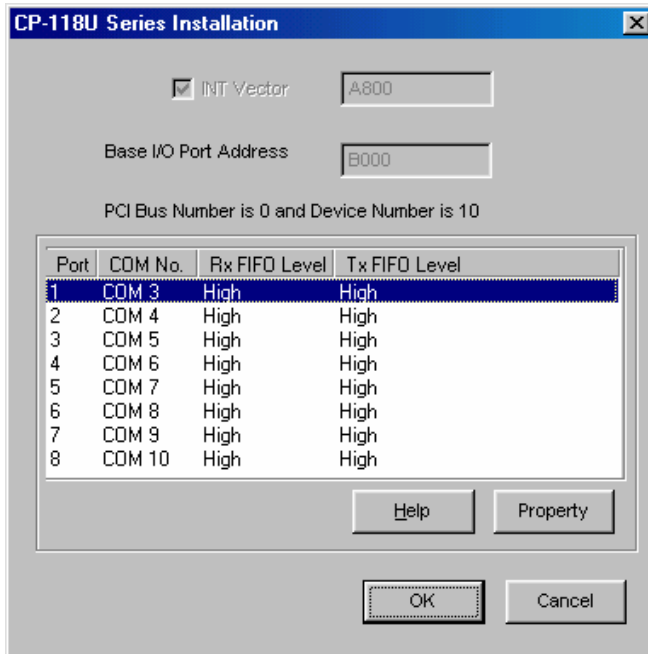 CP-118U Series Installation
INT Vector A800
Base I/O Port Address B000
PCI Bus Number is 0 and Device Number is 10
Port COM No. Rx FIFO Level Tx FIFO Level
1 COM 3 High High
2 COM 4 High High
3 COM 5 High High
4 COM 6 High High
5 COM 7 High High
6 COM 8 High High
7 COM 9 High High
8 COM 10 High High
Help Property
OK Cancel